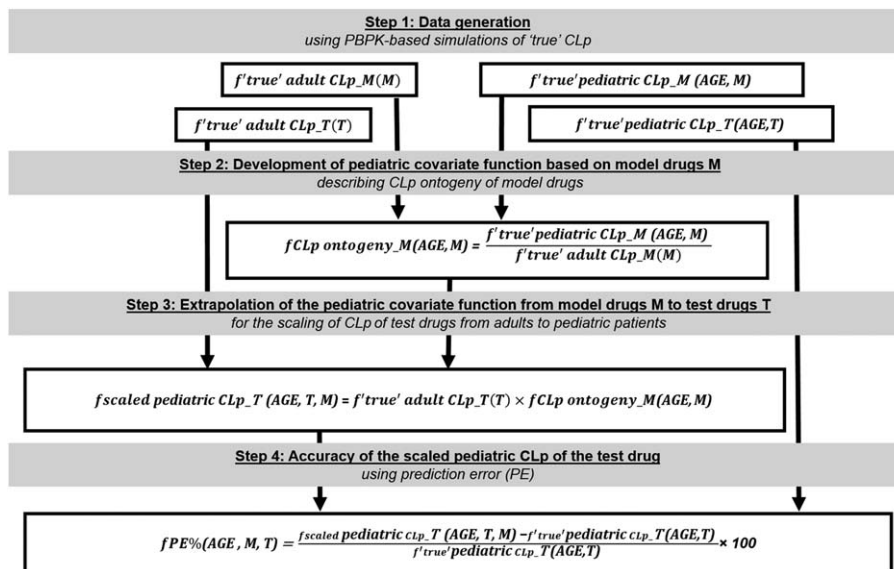 Step 1: Data generation
using PBPK-based simulations of 'true' CLp
f'true' adult CLp_M(M)
f'true'pediatric CLp_M (AGE, M)
f'true' adult CLp_T(T)
f'true'pediatric CLp_T(AGE,T)
Step 2: Development of pediatric covariate function based on model drugs M
describing CLp ontogeny of model drugs
fCLp ontogeny_M(AGE, M) = f'true'pediatric CLp_M (AGE, M) / f'true' adult CLp_M(M)
Step 3: Extrapolation of the pediatric covariate function from model drugs M to test drugs T
for the scaling of CLp of test drugs from adults to pediatric patients
fscaled pediatric CLp_T (AGE, T, M) = f'true' adult CLp_T(T) × fCLp ontogeny_M(AGE, M)
Step 4: Accuracy of the scaled pediatric CLp of the test drug
using prediction error (PE)
fPE%(AGE , M, T) = fscaled pediatric CLp_T (AGE, T, M) −f'true'pediatric CLp_T(AGE,T) / f'true'pediatric CLp_T(AGE,T) × 100